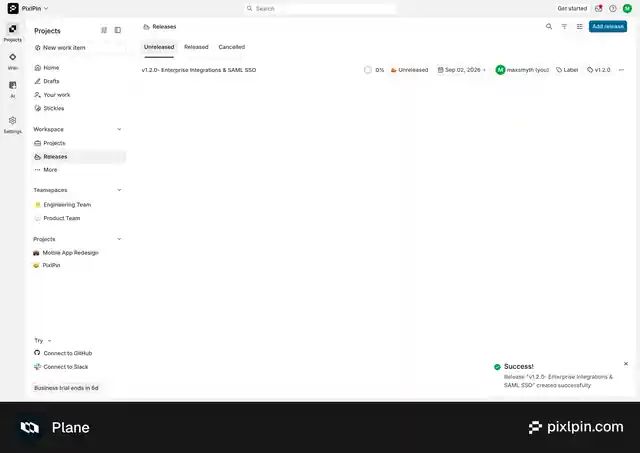 PixlPin
Search
Get started
M
Projects
Wiki
AI
Settings
Projects
New work item
Home
Drafts
Your work
Stickies
Workspace
Projects
Releases
More
Teamspaces
Engineering Team
Product Team
Projects
Mobile App Redesign
PixlPin
Try
Connect to GitHub
Connect to Slack
Business trial ends in 6d
Releases
Add release
Unreleased Released Cancelled
v1.2.0- Enterprise Integrations & SAML SSO 0% Unreleased Sep 02, 2026 M maxsmyth (you) Label v1.2.0
Success!
Release "v1.2.0- Enterprise Integrations &
SAML SSO" created successfully
Plane
pixlpin.com